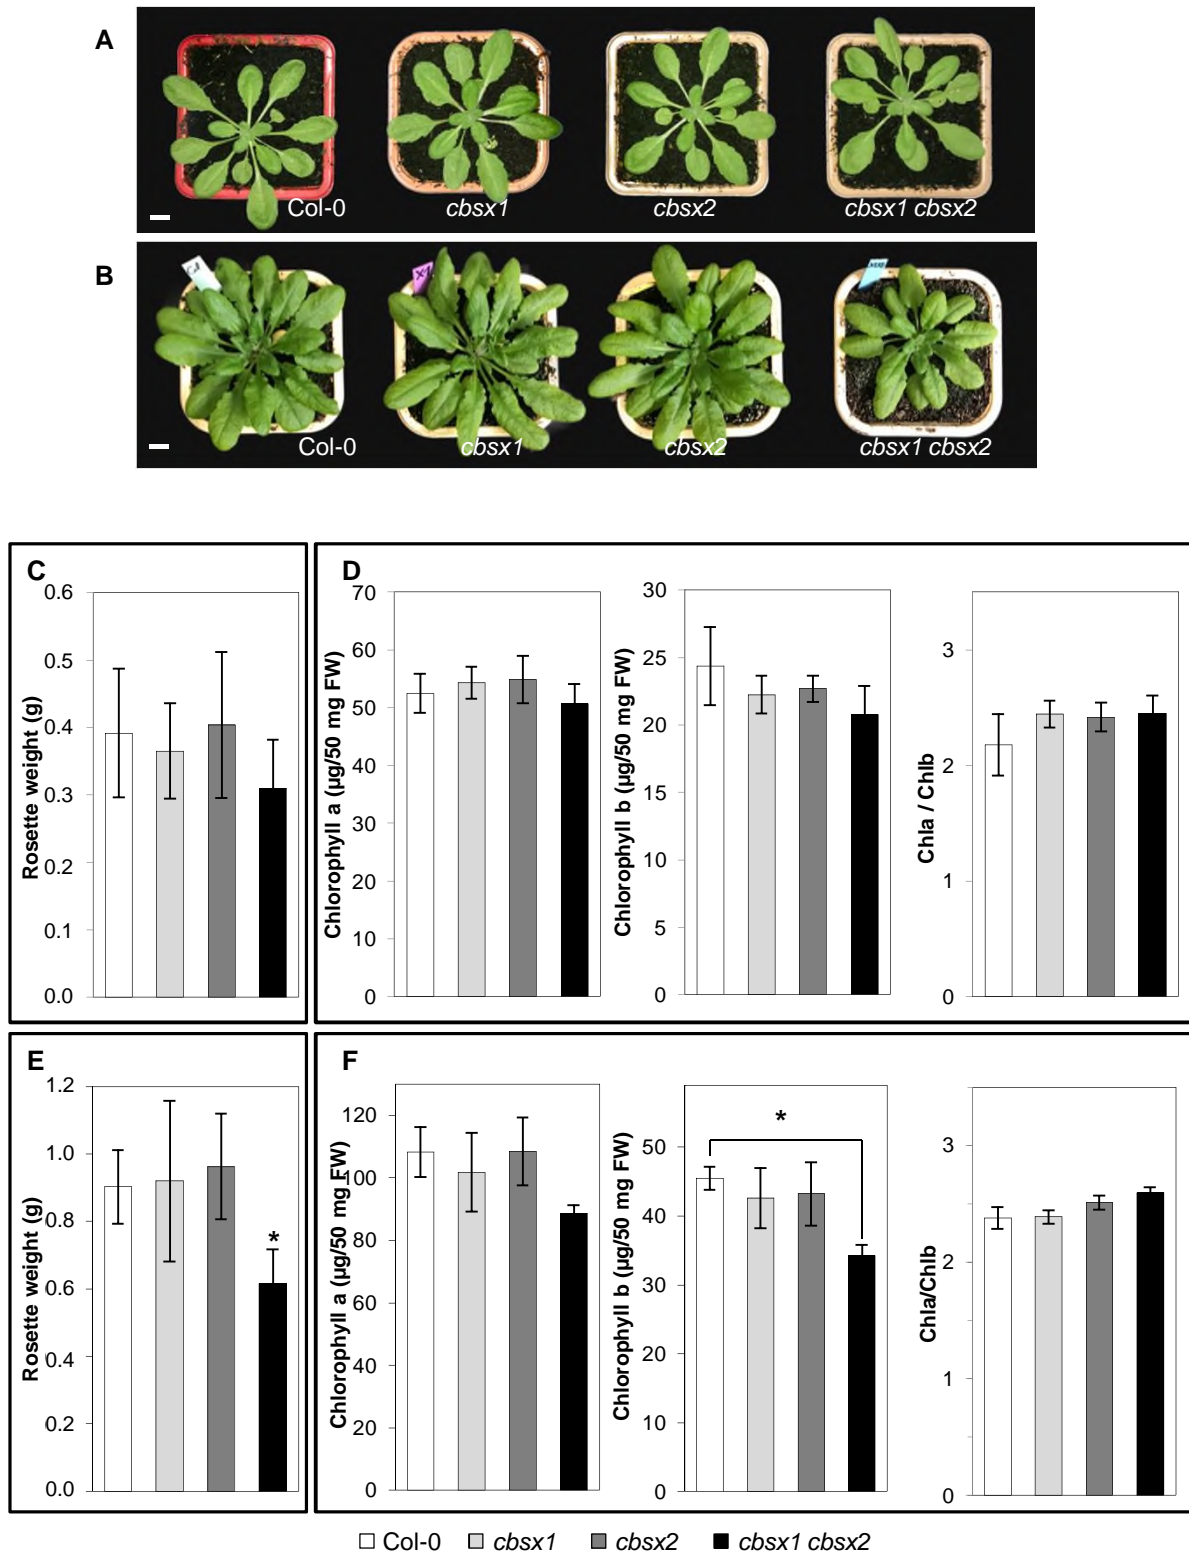 A
Col-0 cbsx1 cbsx2 cbsx1 cbsx2
B
X1
Col-0 cbsx1 cbsx2 cbsx1 cbsx2
C
Rosette weight (g)
0.6
0.5
0.4
0.3
0.2
0.1
0.0
D
Chlorophyll a (µg/50 mg FW)
70
60
50
40
30
20
10
0
Chlorophyll b (µg/50 mg FW)
30
25
20
15
10
5
0
Chla / Chlb
3
2
1
0
E
Rosette weight (g)
1.2
1.0
0.8
0.6
0.4
0.2
0.0
*
F
Chlorophyll a (µg/50 mg FW)
120
100
80
60
40
20
0
Chlorophyll b (µg/50 mg FW)
50
40
30
20
10
0
*
Chla/Chlb
3
2
1
0
Col-0 cbsx1 cbsx2 cbsx1 cbsx2